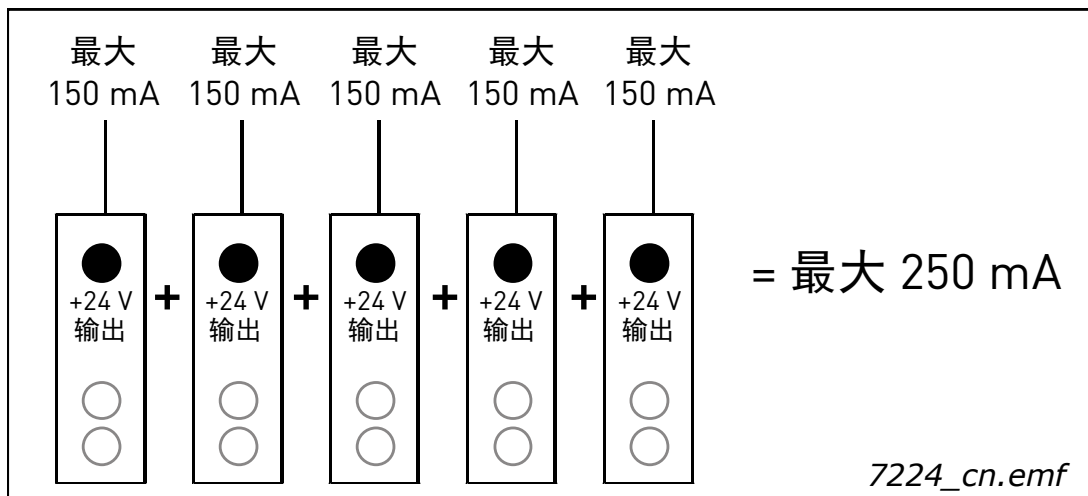 最大 最大 最大 最大 最大
150 mA 150 mA 150 mA 150 mA 150 mA
+24 V + +24 V + +24 V + +24 V + +24 V = 最大 250 mA
输出 输出 输出 输出 输出
7224_cn.emf